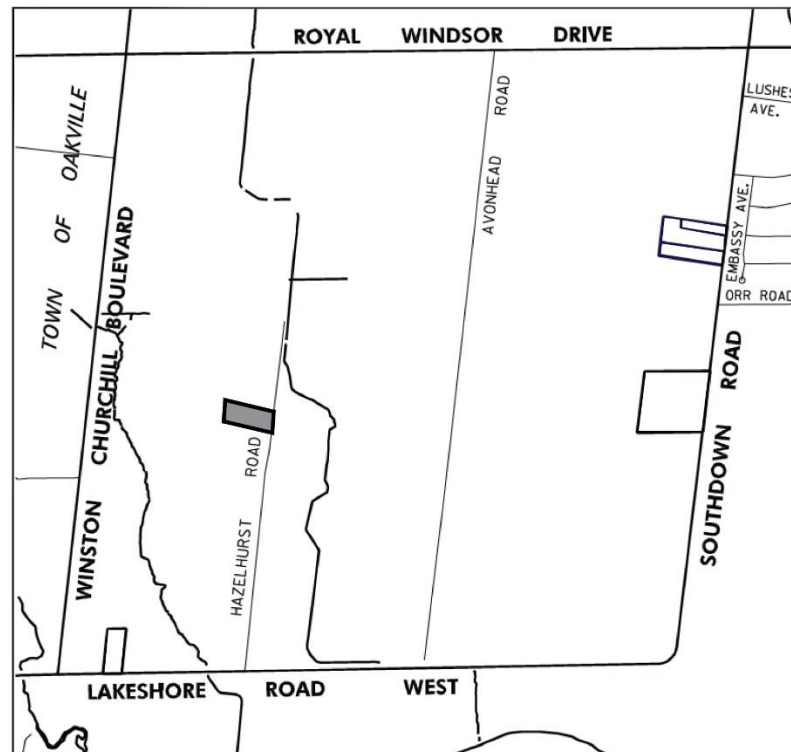 ROYAL WINDSOR DRIVE
TOWN OF OAKVILLE
WINSTON CHURCHILL BOULEVARD
HAZELHURST ROAD
AVONHEAD ROAD
LUSHES
AVE.
EMBASSY AVE.
ORR ROAD
SOUTHDOWN ROAD
LAKESHORE ROAD WEST